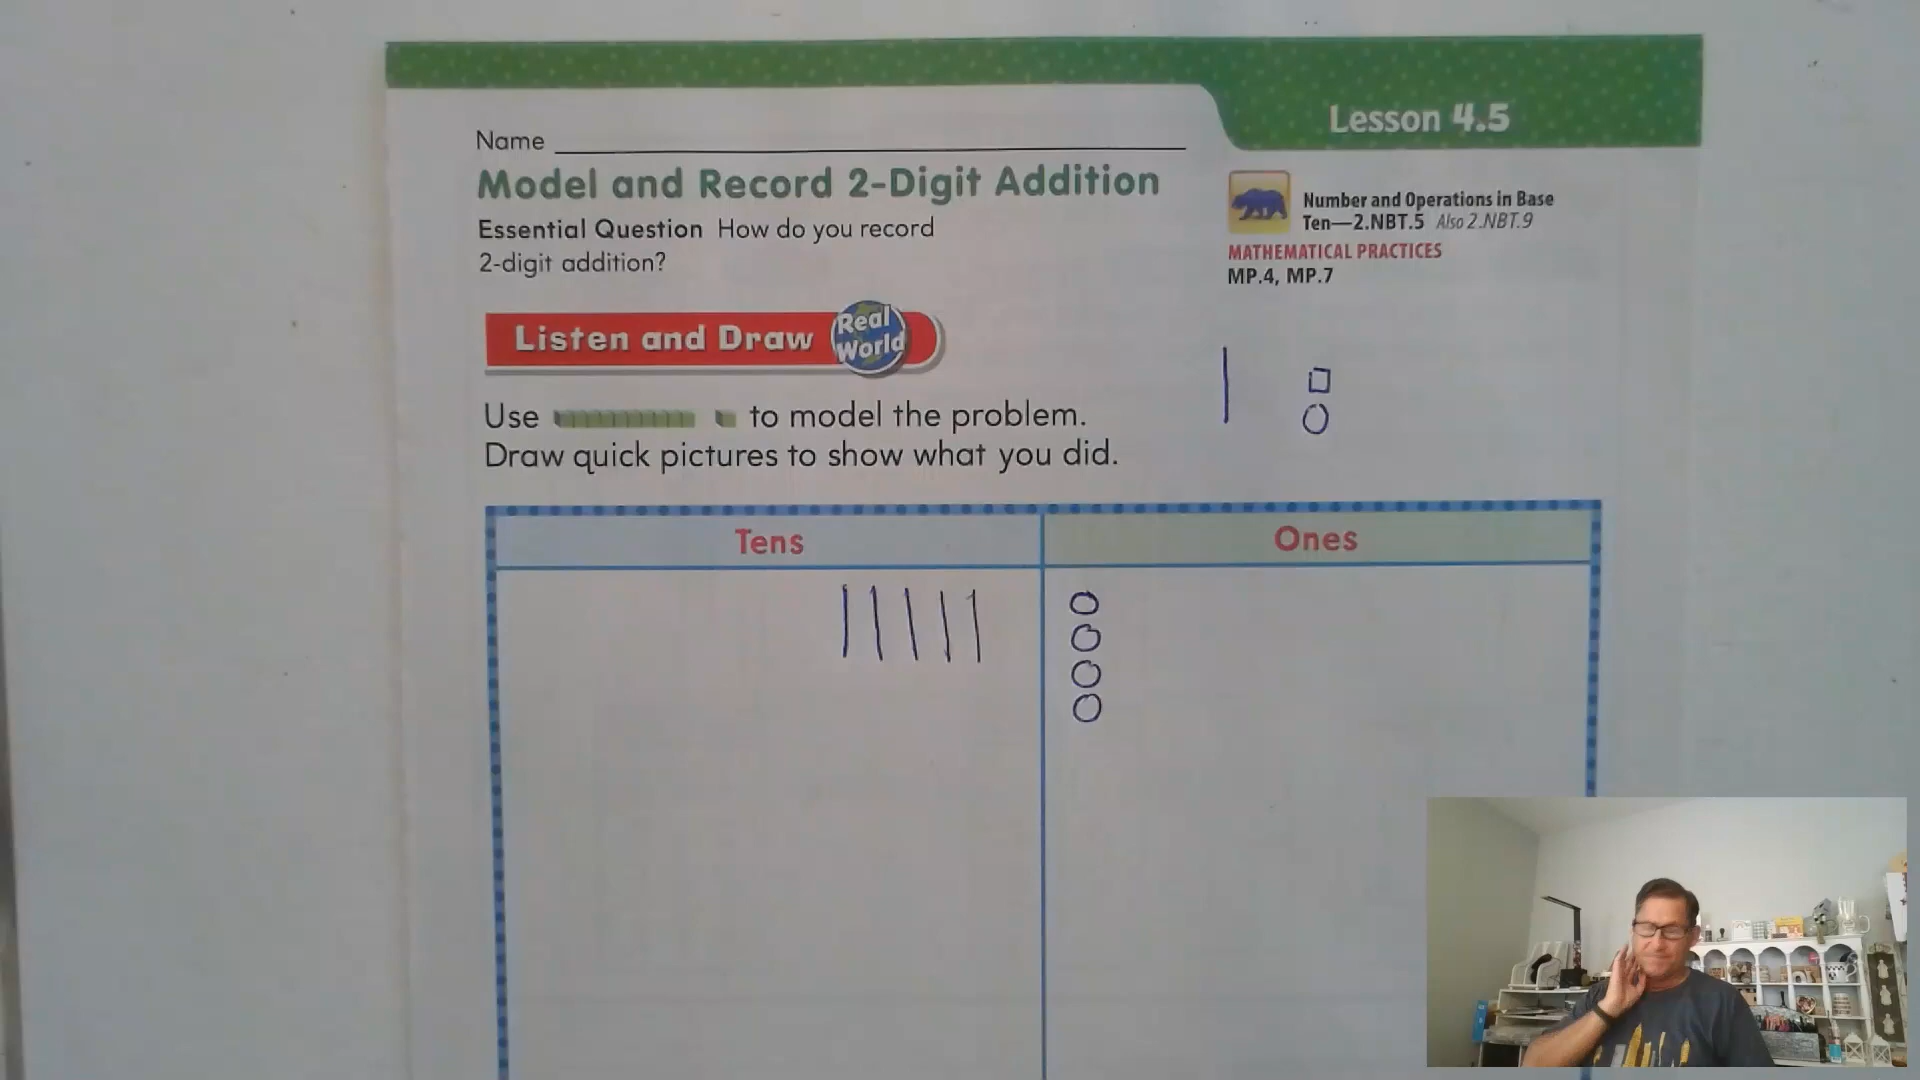 Lesson 4.5
Name
Model and Record 2-Digit Addition
Essential Question How do you record
2-digit addition?
Number and Operations in Base
Ten—2.NBT.5 Also 2.NBT.9
MATHEMATICAL PRACTICES
MP.4, MP.7
Listen and Draw Real World
Use to model the problem.
Draw quick pictures to show what you did.
Tens Ones